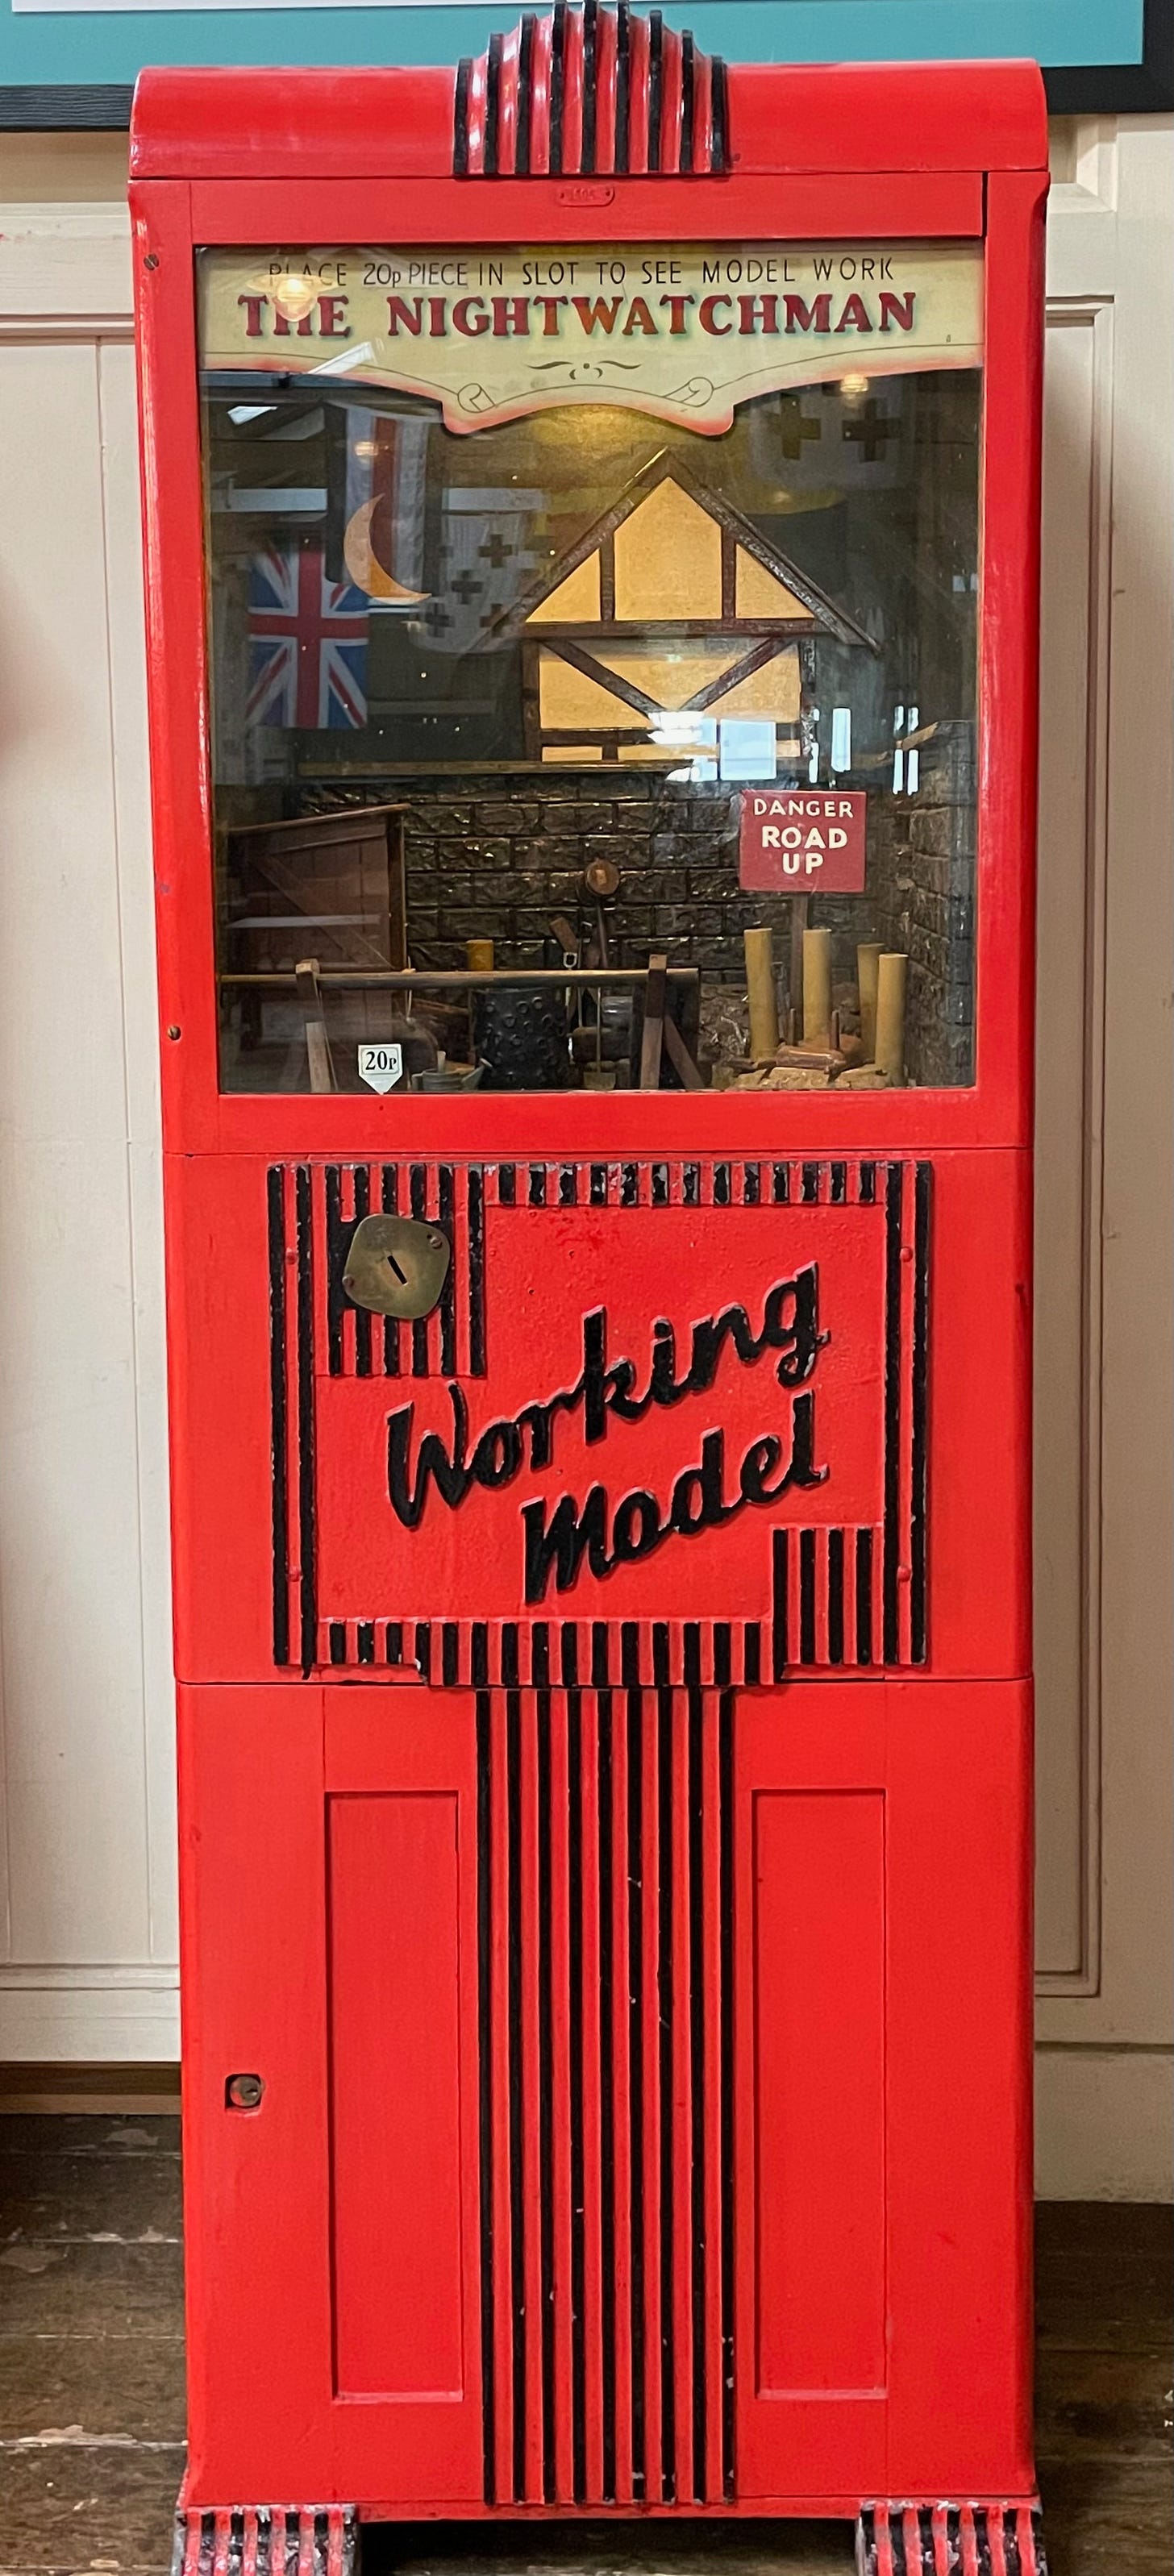 PLACE 20p PIECE IN SLOT TO SEE MODEL WORK
THE NIGHTWATCHMAN
DANGER
ROAD
UP
20P
Working
Model